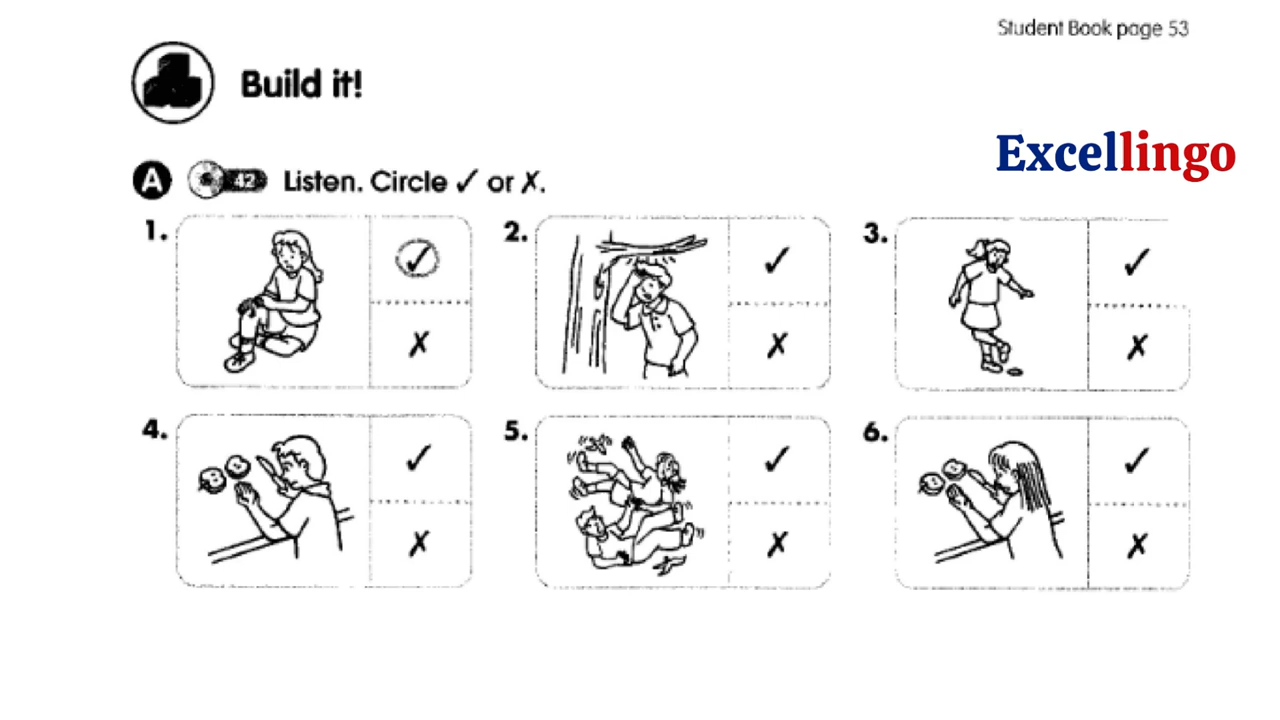 Student Book page 53
Build it!
Excellingo
A 42 Listen. Circle ✓ or ✗.
1. ✓ ✗
2. ✓ ✗
3. ✓ ✗
4. ✓ ✗
5. ✓ ✗
6. ✓ ✗